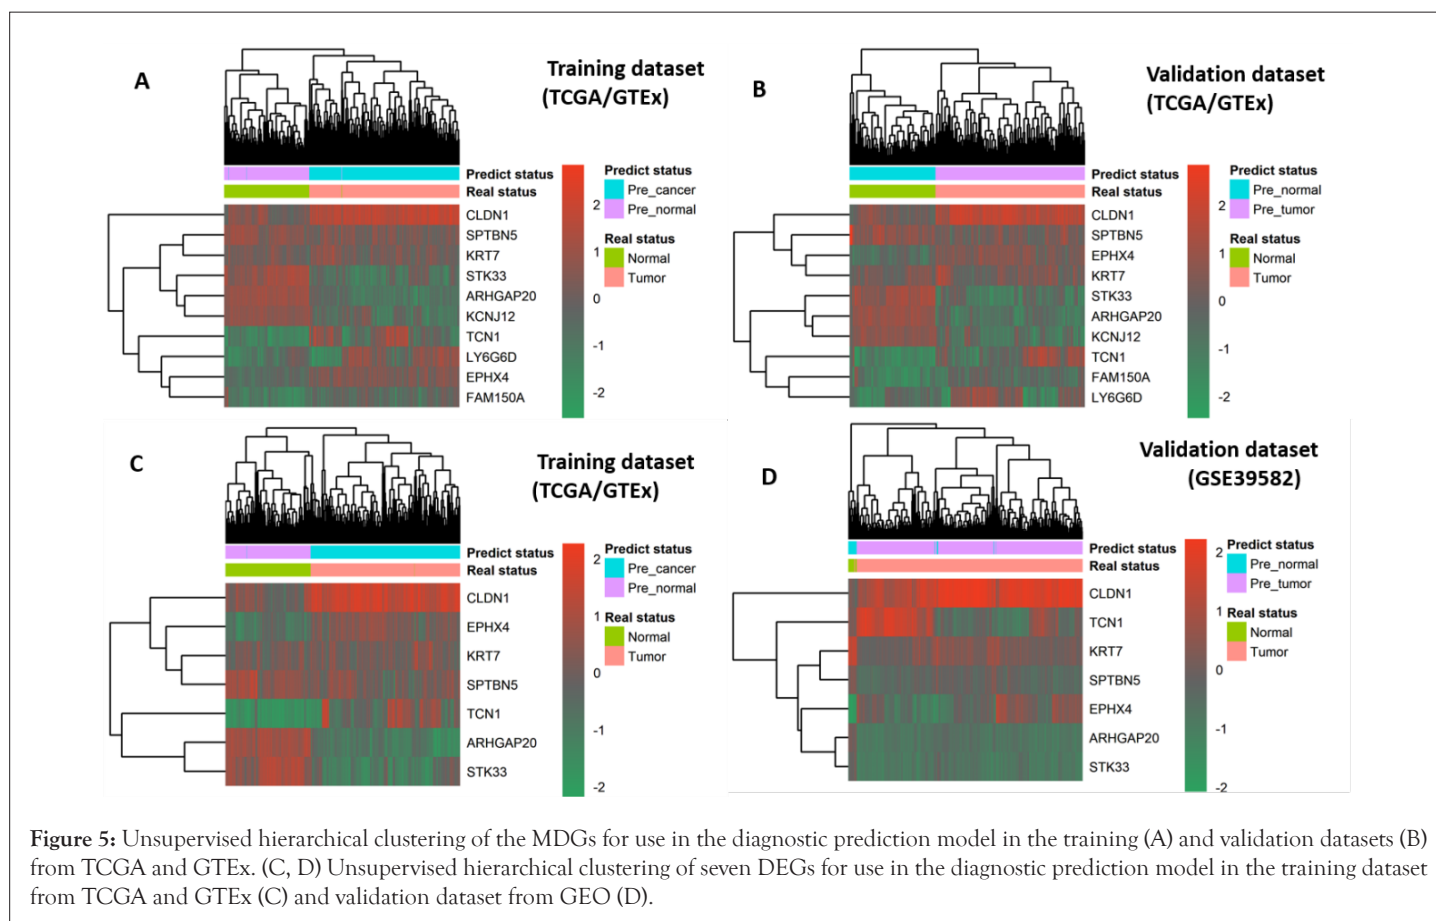 A
Training dataset
(TCGA/GTEx)
Predict status
Real status
CLDN1
SPTBN5
KRT7
STK33
ARHGAP20
KCNJ12
TCN1
LY6G6D
EPHX4
FAM150A
2
1
0
-1
-2
Predict status
Pre_cancer
Pre_normal
Real status
Normal
Tumor
B
Validation dataset
(TCGA/GTEx)
Predict status
Real status
CLDN1
SPTBN5
EPHX4
KRT7
STK33
ARHGAP20
KCNJ12
TCN1
FAM150A
LY6G6D
2
1
0
-1
-2
Predict status
Pre_normal
Pre_tumor
Real status
Normal
Tumor
C
Training dataset
(TCGA/GTEx)
Predict status
Real status
CLDN1
EPHX4
KRT7
SPTBN5
TCN1
ARHGAP20
STK33
2
1
0
-1
-2
Predict status
Pre_cancer
Pre_normal
Real status
Normal
Tumor
D
Validation dataset
(GSE39582)
Predict status
Real status
CLDN1
TCN1
KRT7
SPTBN5
EPHX4
ARHGAP20
STK33
2
1
0
-1
-2
Predict status
Pre_normal
Pre_tumor
Real status
Normal
Tumor
Figure 5: Unsupervised hierarchical clustering of the MDGs for use in the diagnostic prediction model in the training (A) and validation datasets (B)
from TCGA and GTEx. (C, D) Unsupervised hierarchical clustering of seven DEGs for use in the diagnostic prediction model in the training dataset
from TCGA and GTEx (C) and validation dataset from GEO (D).